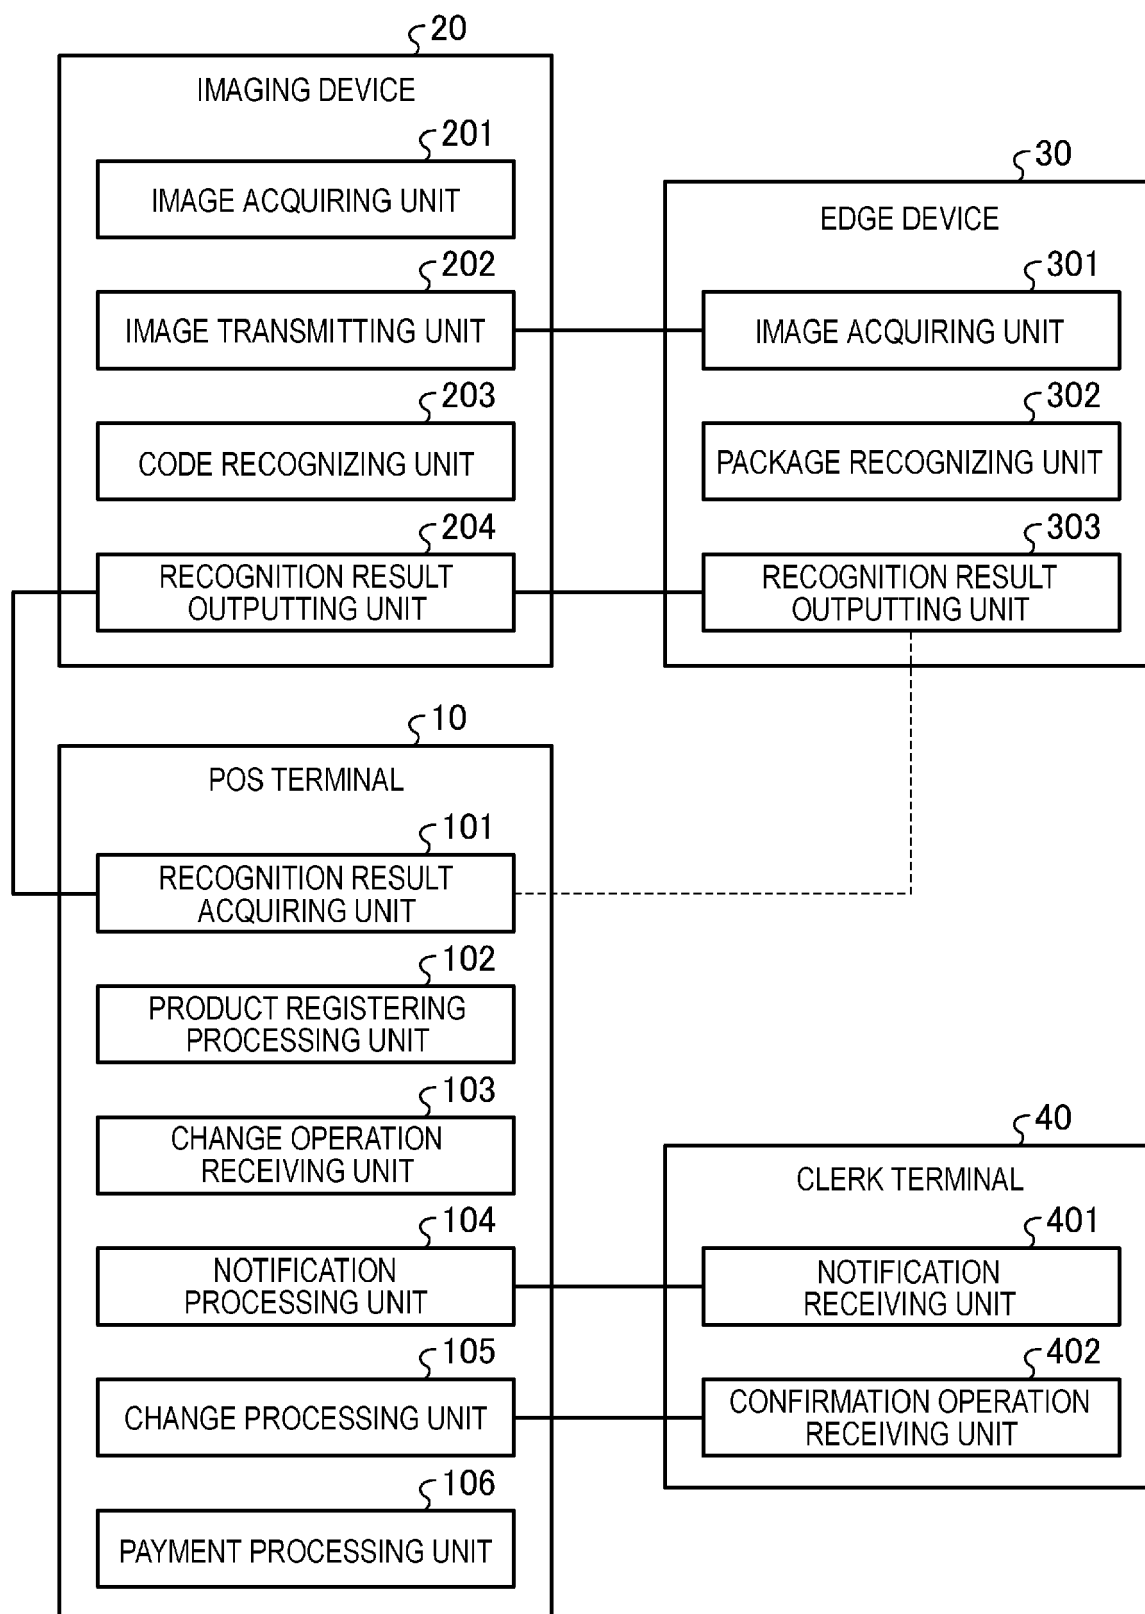 20
IMAGING DEVICE
201
IMAGE ACQUIRING UNIT
202
IMAGE TRANSMITTING UNIT
203
CODE RECOGNIZING UNIT
204
RECOGNITION RESULT
OUTPUTTING UNIT
30
EDGE DEVICE
301
IMAGE ACQUIRING UNIT
302
PACKAGE RECOGNIZING UNIT
303
RECOGNITION RESULT
OUTPUTTING UNIT
10
POS TERMINAL
101
RECOGNITION RESULT
ACQUIRING UNIT
102
PRODUCT REGISTERING
PROCESSING UNIT
103
CHANGE OPERATION
RECEIVING UNIT
104
NOTIFICATION
PROCESSING UNIT
105
CHANGE PROCESSING UNIT
106
PAYMENT PROCESSING UNIT
40
CLERK TERMINAL
401
NOTIFICATION
RECEIVING UNIT
402
CONFIRMATION OPERATION
RECEIVING UNIT